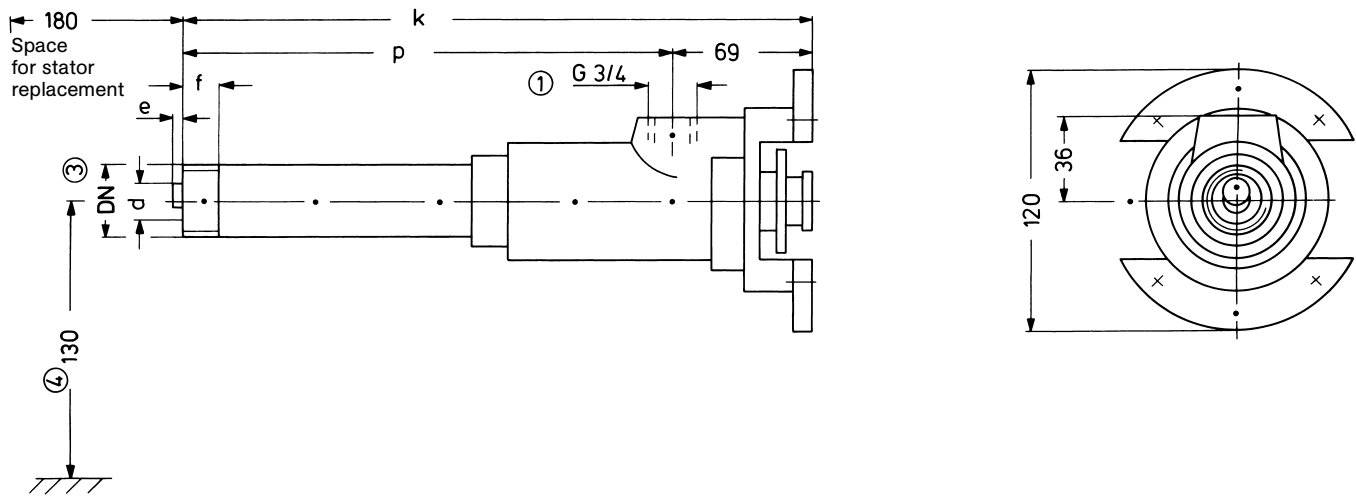 180
k
Space
for stator
replacement
p
69
f
① G 3/4
e
③
DN
d
④ 130
120
36